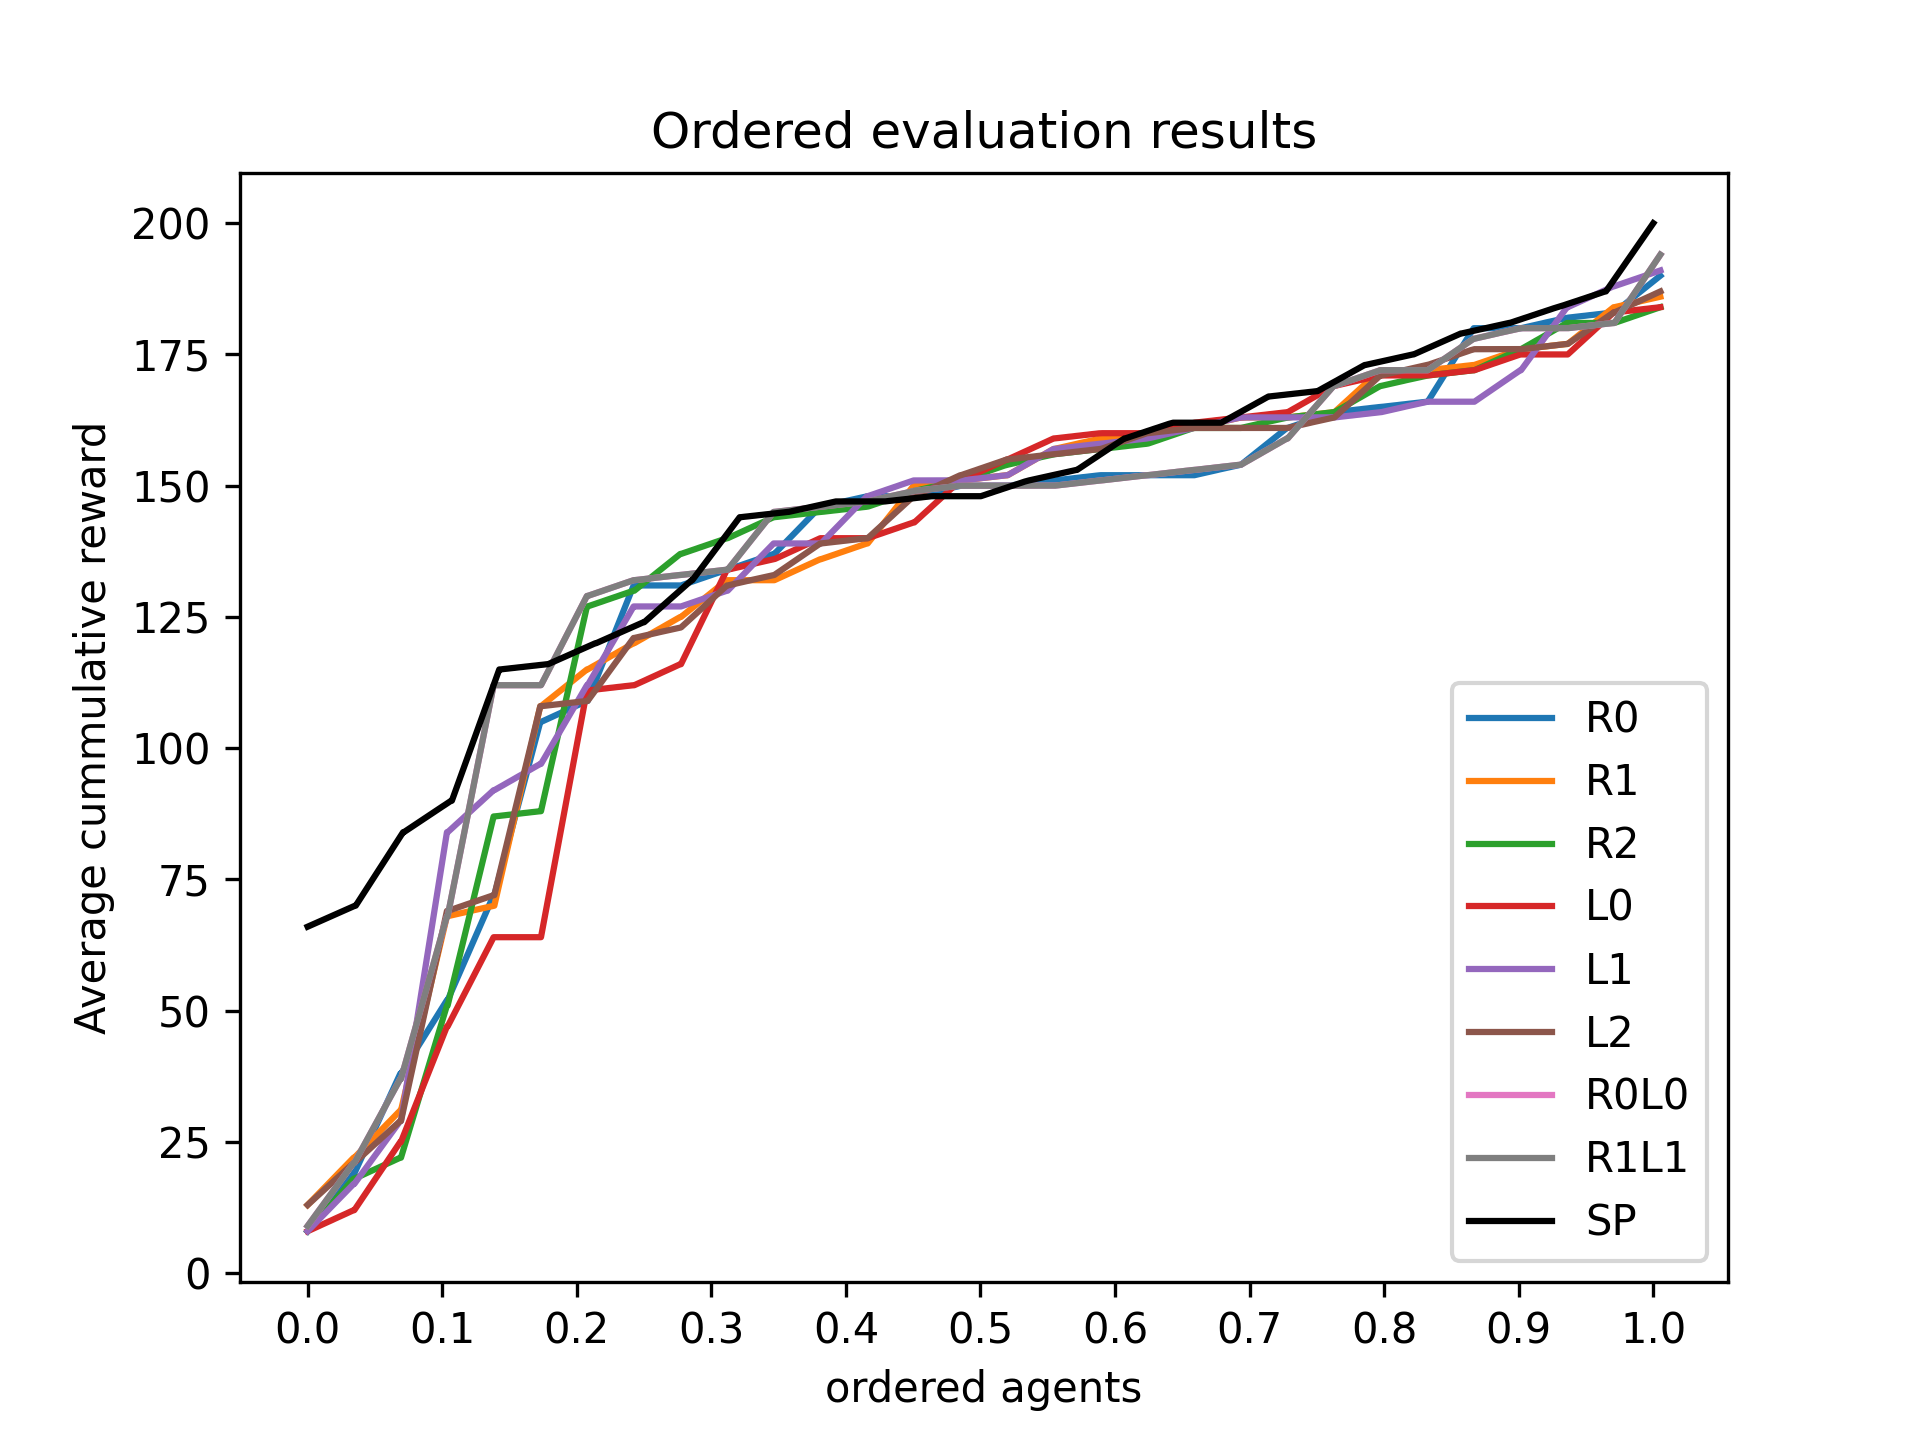 Ordered evaluation results
Average cummulative reward
200
175
150
125
100
75
50
25
0
0.0 0.1 0.2 0.3 0.4 0.5 0.6 0.7 0.8 0.9 1.0
ordered agents
R0
R1
R2
L0
L1
L2
R0L0
R1L1
SP